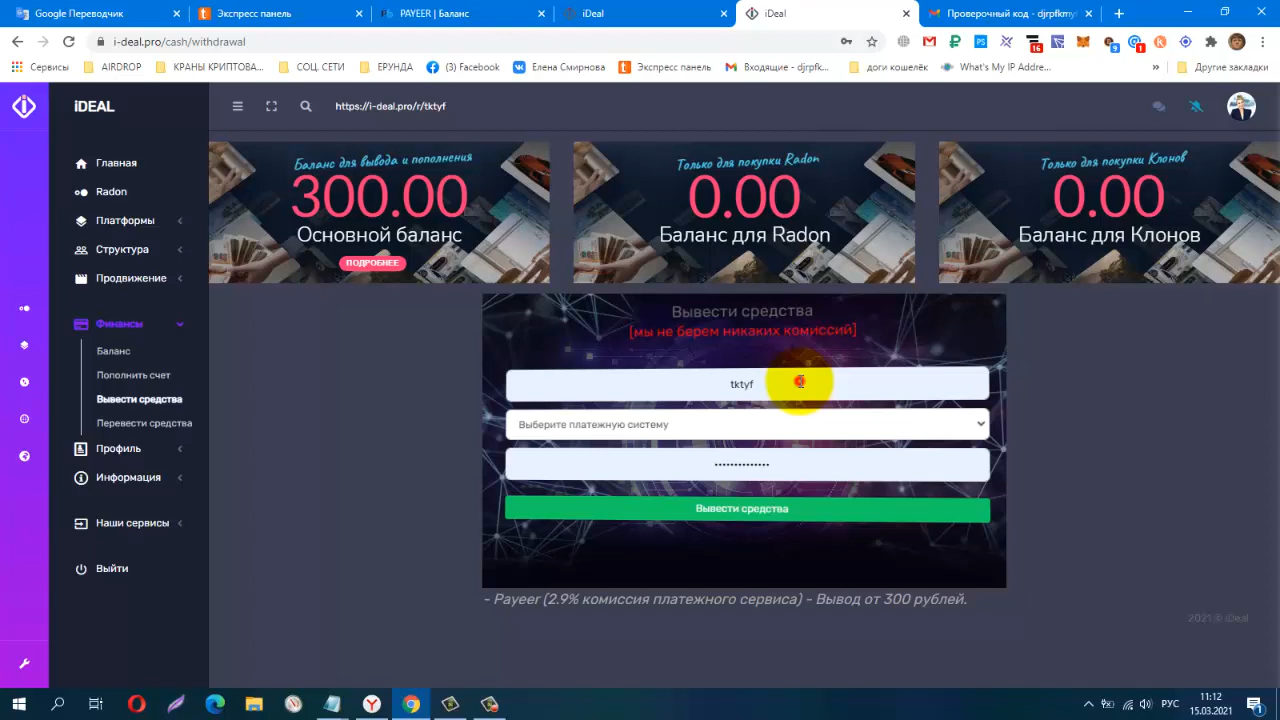 Google Переводчик
Экспресс панель
PAYEER | Баланс
iDeal
iDeal
Проверочный код - djrpfkmy
i-deal.pro/cash/withdrawal
16
9
1
Сервисы
AIRDROP
КРАНЫ КРИПТОВА...
СОЦ. СЕТИ
ЕРУНДА
(3) Facebook
Елена Смирнова
Экспресс панель
Входящие - djrpfk...
доги кошелёк
What's My IP Addre...
Другие закладки
iDEAL
https://i-deal.pro/r/tktyf
Главная
Radon
Платформы
Структура
Продвижение
Финансы
Баланс
Пополнить счет
Вывести средства
Перевести средства
Профиль
Информация
Наши сервисы
Выйти
Баланс для вывода и пополнения
300.00
Основной баланс
ПОДРОБНЕЕ
Только для покупки Radon
0.00
Баланс для Radon
Только для покупки Клонов
0.00
Баланс для Клонов
Вывести средства
[мы не берем никаких комиссий]
tktyf
Выберите платежную систему
••••••••••••••
Вывести средства
- Payeer (2.9% комиссия платежного сервиса) - Вывод от 300 рублей.
2021 © iDeal
РУС
11:12
15.03.2021
1